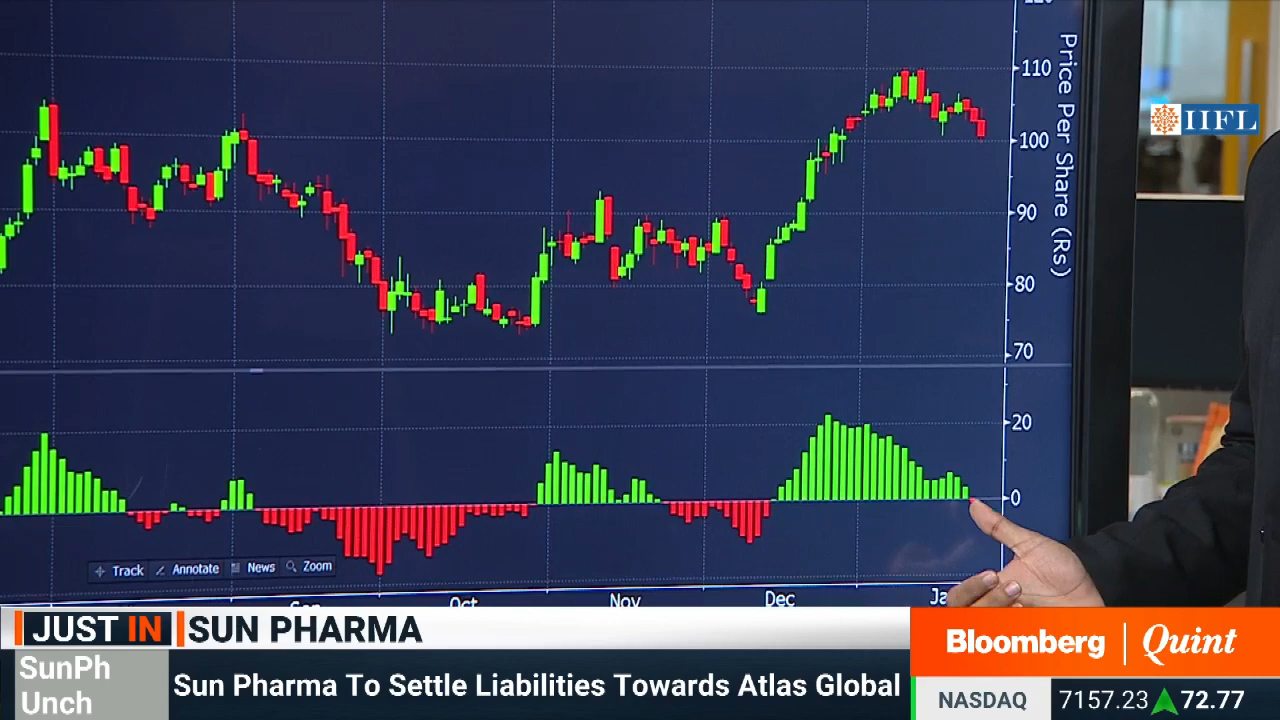 110
100
90
80
70
20
0
Price Per Share (Rs)
IIFL
Track
Annotate
News
Zoom
Oct
Nov
Dec
JUST IN
SUN PHARMA
SunPh
Unch
Sun Pharma To Settle Liabilities Towards Atlas Global
Bloomberg | Quint
NASDAQ 7157.23 ▲ 72.77